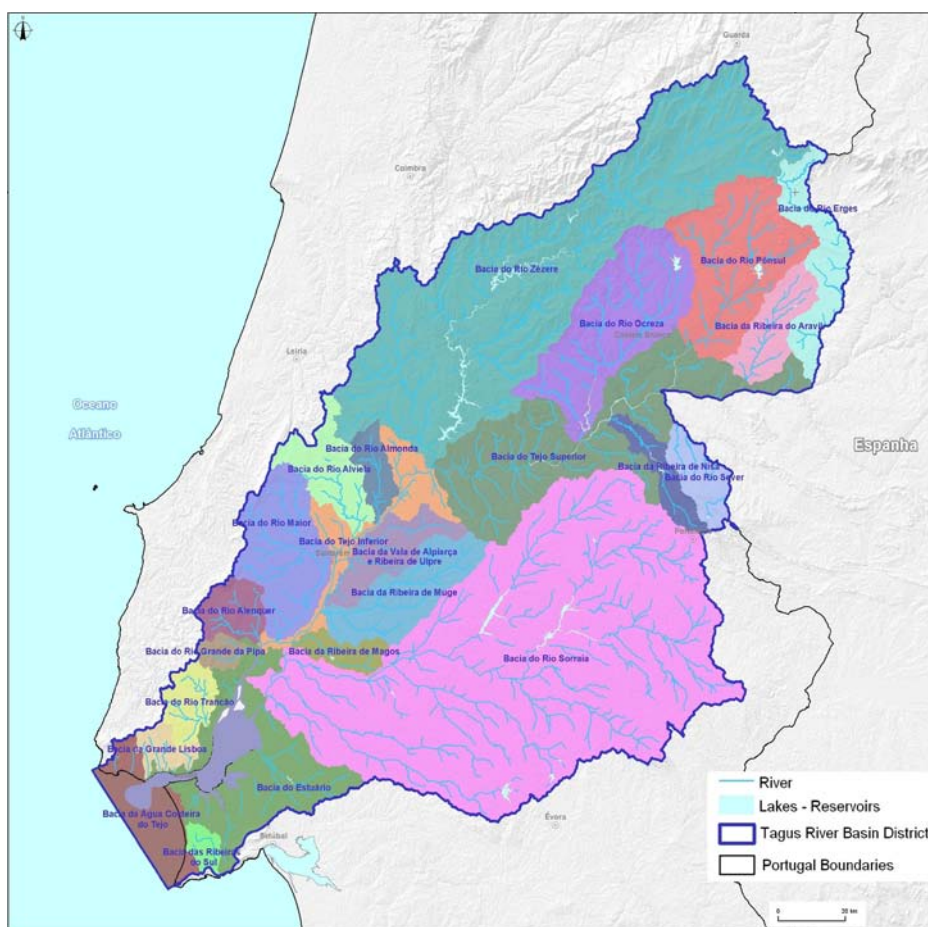 Guarda
Coimbra
Bacia do Rio Erges
Bacia do Rio Pônsul
Bacia do Rio Zêzere
Bacia do Rio Ocreza
Bacia da Ribeira do Aravil
Castelo Branco
Leiria
Oceano
Atlântico
Espanha
Bacia do Rio Almonda
Bacia do Tejo Superior
Bacia do Rio Alviela
Bacia da Ribeira de Nisa
Bacia do Rio Sever
Bacia do Rio Maior
Portalegre
Bacia do Tejo Inferior
Santarém
Bacia da Vala de Alpiarça
e Ribeira de Ulpre
Bacia da Ribeira de Muge
Bacia do Rio Alenquer
Bacia do Rio Grande da Pipa
Bacia da Ribeira de Magos
Bacia do Rio Sorraia
Bacia do Rio Trancão
Bacia da Grande Lisboa
Bacia do Estuário
Bacia da Água Costeira
do Tejo
Évora
Setúbal
Bacia das Ribeiras
do Sul
River
Lakes - Reservoirs
Tagus River Basin District
Portugal Boundaries
0